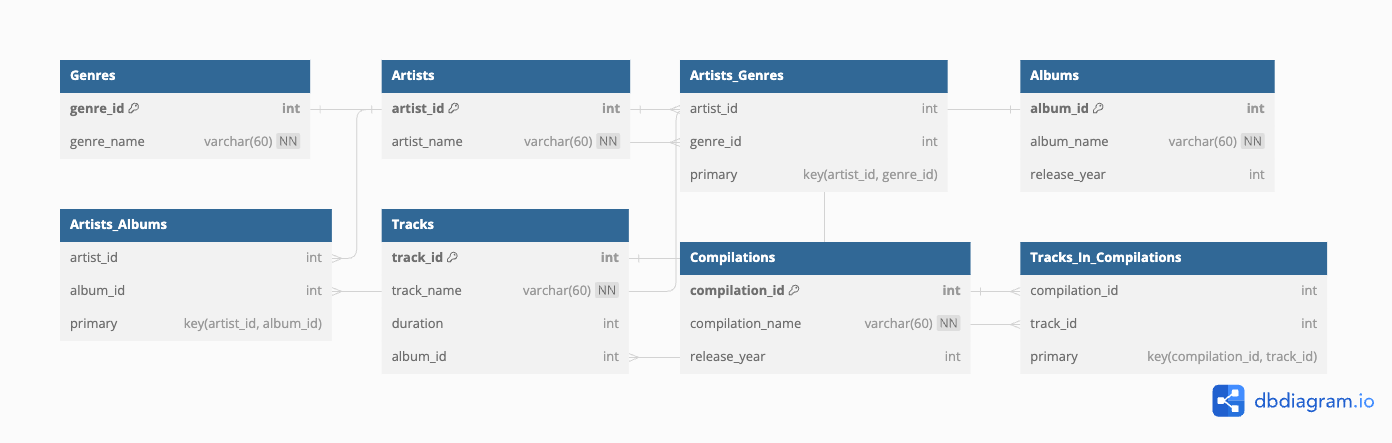 Genres
genre_id int
genre_name varchar(60) NN
Artists
artist_id int
artist_name varchar(60) NN
Artists_Genres
artist_id int
genre_id int
primary key(artist_id, genre_id)
Albums
album_id int
album_name varchar(60) NN
release_year int
Artists_Albums
artist_id int
album_id int
primary key(artist_id, album_id)
Tracks
track_id int
track_name varchar(60) NN
duration int
album_id int
Compilations
compilation_id int
compilation_name varchar(60) NN
release_year int
Tracks_In_Compilations
compilation_id int
track_id int
primary key(compilation_id, track_id)
dbdiagram.io